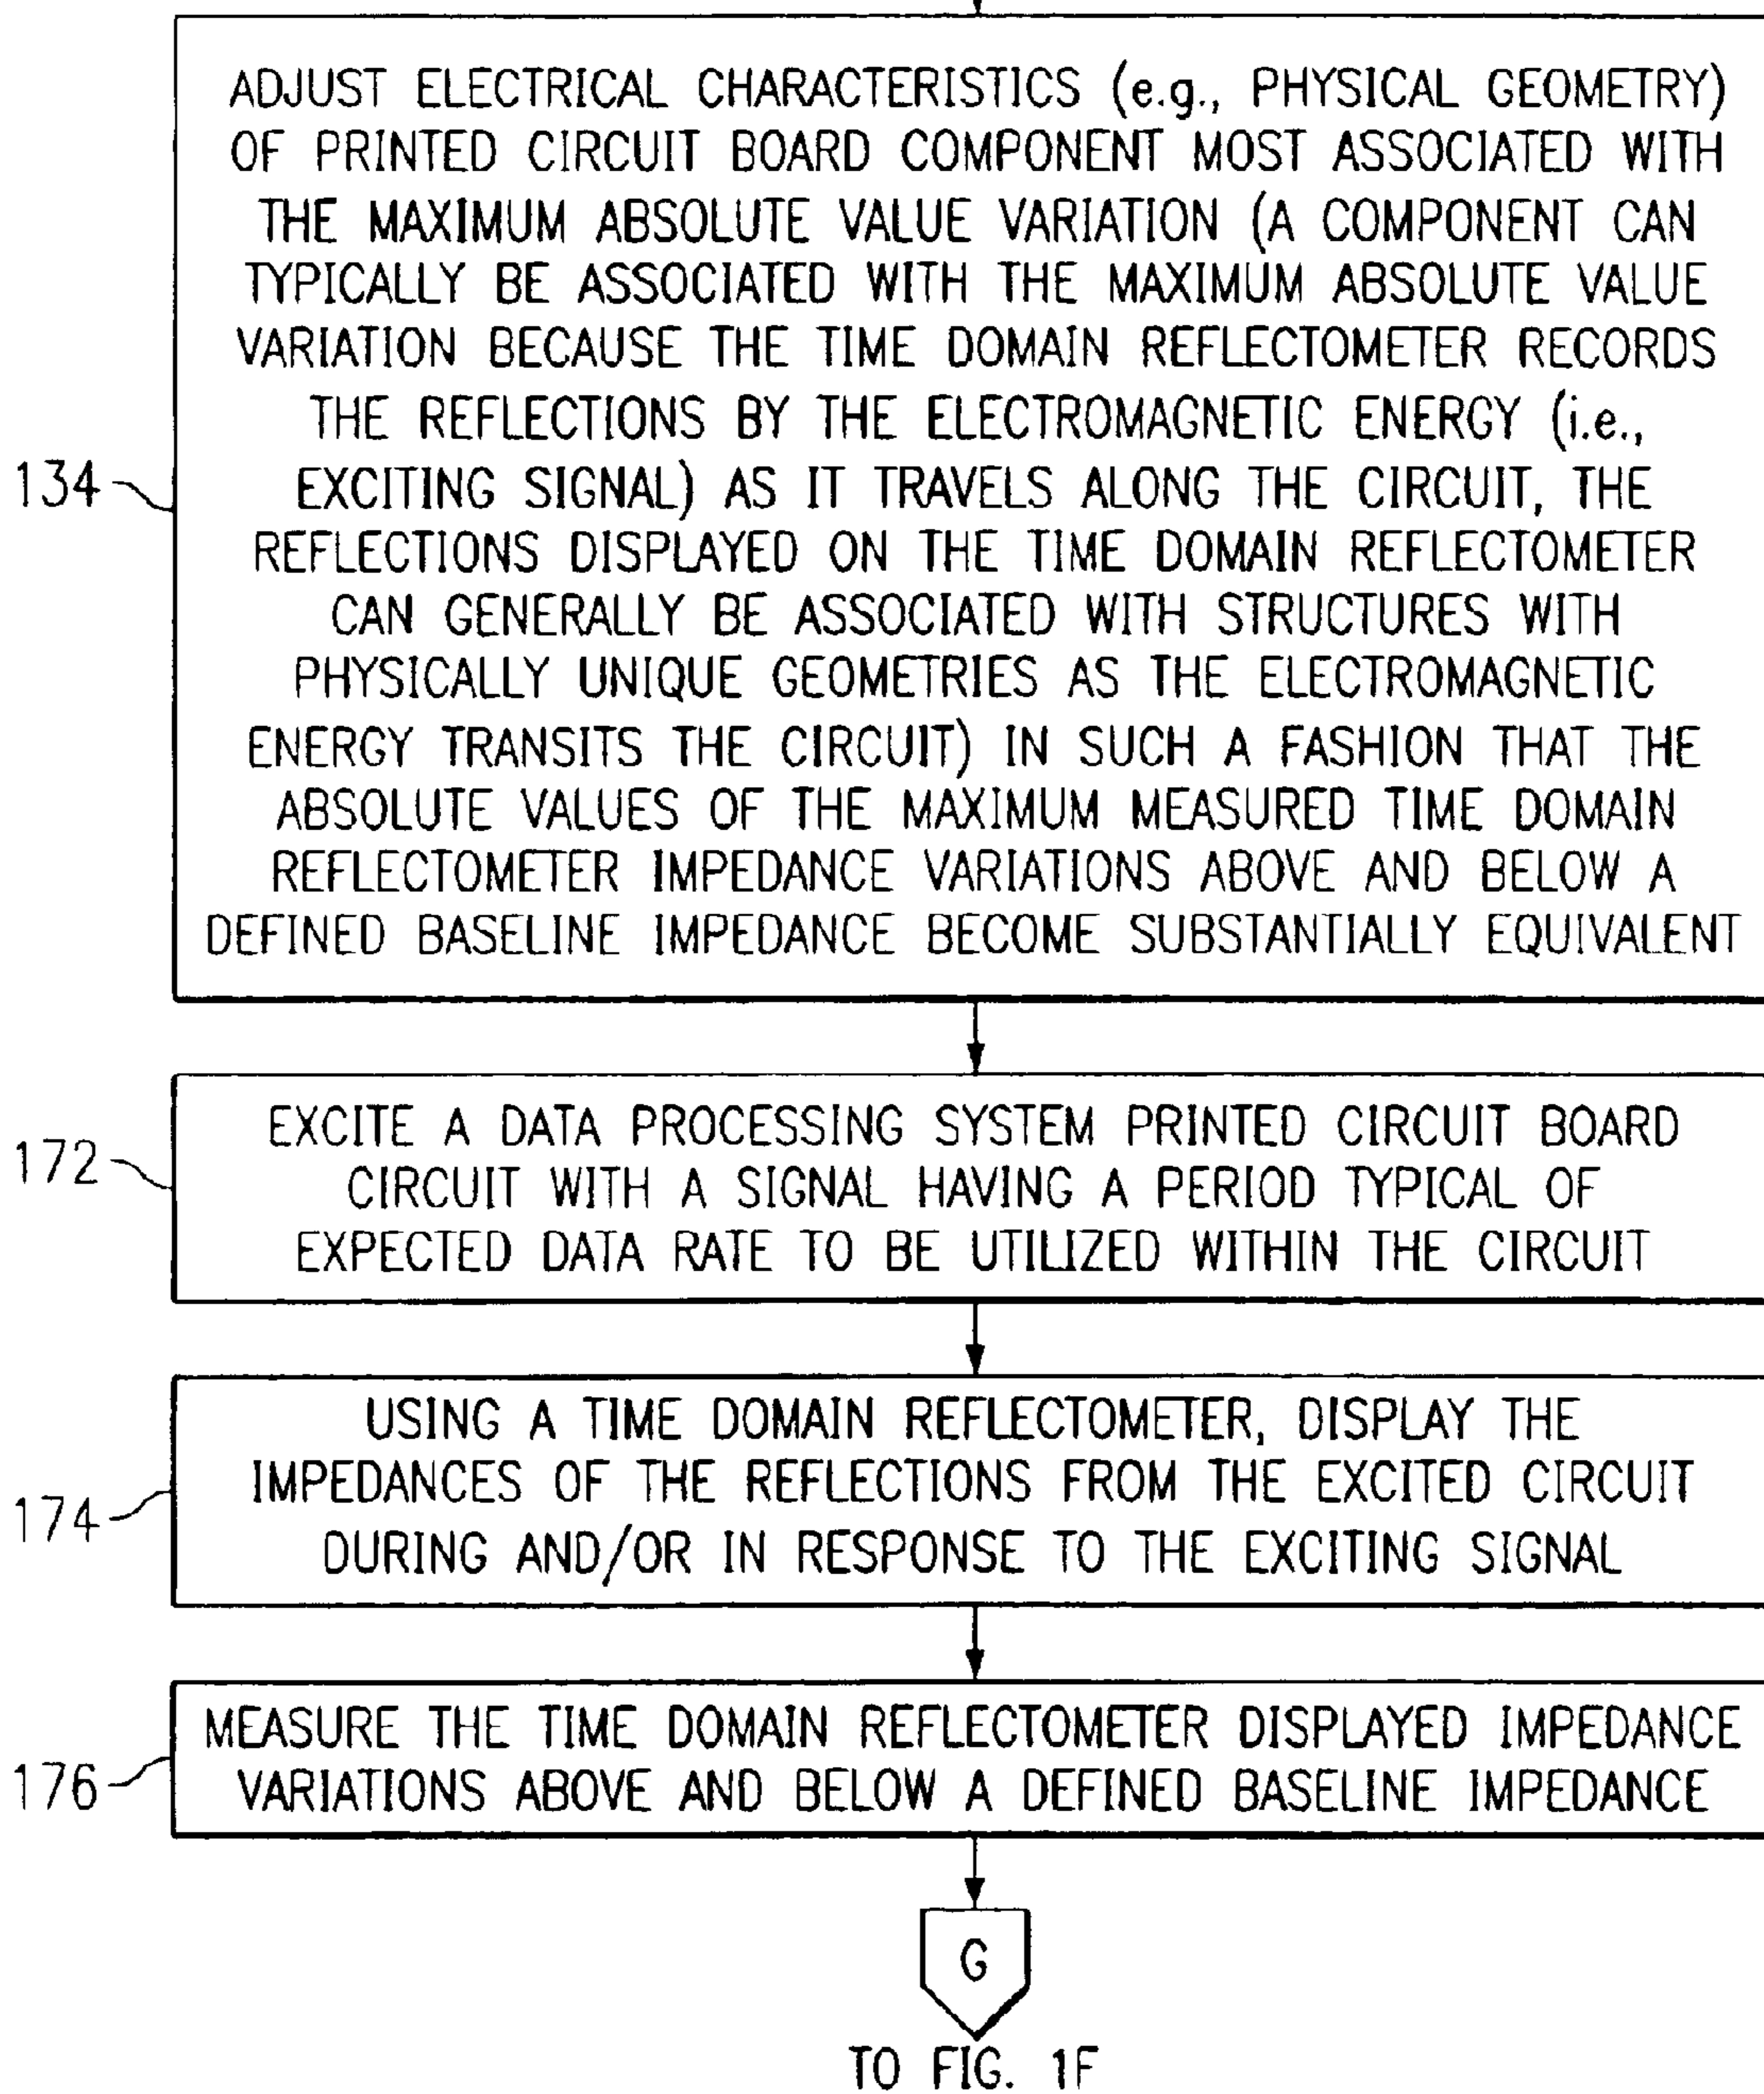 ADJUST ELECTRICAL CHARACTERISTICS (e.g., PHYSICAL GEOMETRY)
OF PRINTED CIRCUIT BOARD COMPONENT MOST ASSOCIATED WITH
THE MAXIMUM ABSOLUTE VALUE VARIATION (A COMPONENT CAN
TYPICALLY BE ASSOCIATED WITH THE MAXIMUM ABSOLUTE VALUE
VARIATION BECAUSE THE TIME DOMAIN REFLECTOMETER RECORDS
THE REFLECTIONS BY THE ELECTROMAGNETIC ENERGY (i.e.,
134
EXCITING SIGNAL) AS IT TRAVELS ALONG THE CIRCUIT, THE
REFLECTIONS DISPLAYED ON THE TIME DOMAIN REFLECTOMETER
CAN GENERALLY BE ASSOCIATED WITH STRUCTURES WITH
PHYSICALLY UNIQUE GEOMETRIES AS THE ELECTROMAGNETIC
ENERGY TRANSITS THE CIRCUIT) IN SUCH A FASHION THAT THE
ABSOLUTE VALUES OF THE MAXIMUM MEASURED TIME DOMAIN
REFLECTOMETER IMPEDANCE VARIATIONS ABOVE AND BELOW A
DEFINED BASELINE IMPEDANCE BECOME SUBSTANTIALLY EQUIVALENT
172
EXCITE A DATA PROCESSING SYSTEM PRINTED CIRCUIT BOARD
CIRCUIT WITH A SIGNAL HAVING A PERIOD TYPICAL OF
EXPECTED DATA RATE TO BE UTILIZED WITHIN THE CIRCUIT
174
USING A TIME DOMAIN REFLECTOMETER, DISPLAY THE
IMPEDANCES OF THE REFLECTIONS FROM THE EXCITED CIRCUIT
DURING AND/OR IN RESPONSE TO THE EXCITING SIGNAL
176
MEASURE THE TIME DOMAIN REFLECTOMETER DISPLAYED IMPEDANCE
VARIATIONS ABOVE AND BELOW A DEFINED BASELINE IMPEDANCE
G
TO FIG. 1F